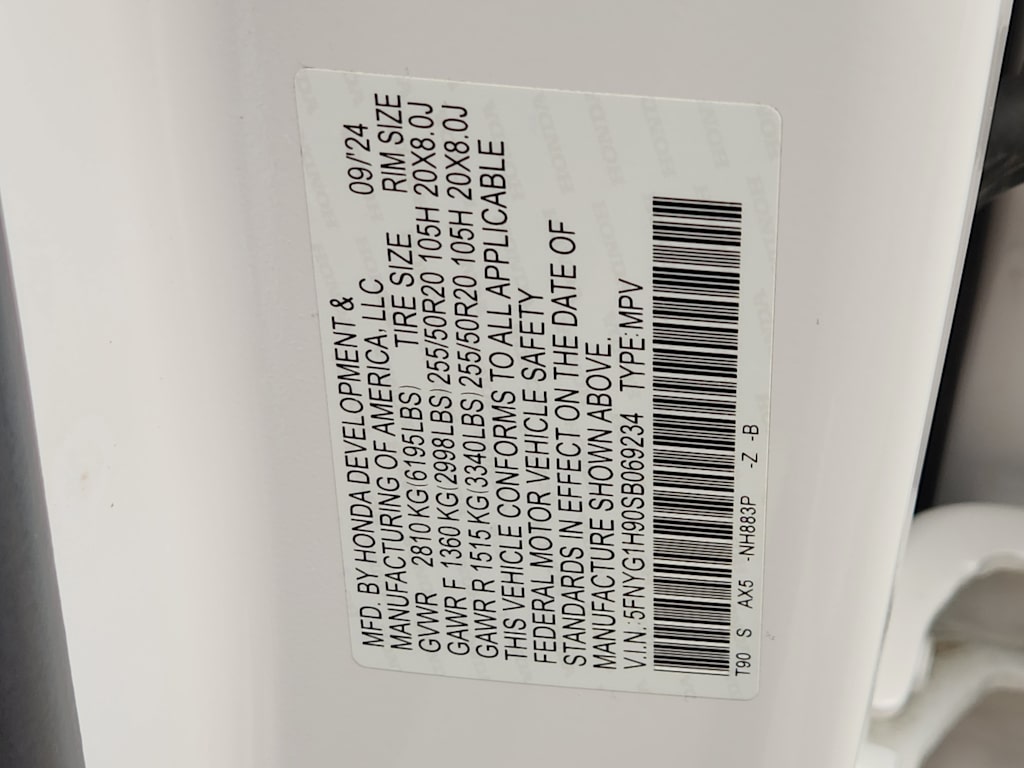 MFD. BY HONDA DEVELOPMENT &
MANUFACTURING OF AMERICA, LLC 09/'24
GVWR 2810 KG(6195LBS) TIRE SIZE RIM SIZE
GAWR F 1360 KG(2998LBS) 255/50R20 105H 20X8.0J
GAWR R 1515 KG(3340LBS) 255/50R20 105H 20X8.0J
THIS VEHICLE CONFORMS TO ALL APPLICABLE
FEDERAL MOTOR VEHICLE SAFETY
STANDARDS IN EFFECT ON THE DATE OF
MANUFACTURE SHOWN ABOVE.
V.I.N.:5FNYG1H90SB069234 TYPE:MPV
T90 S AX5 -NH883P -Z -B